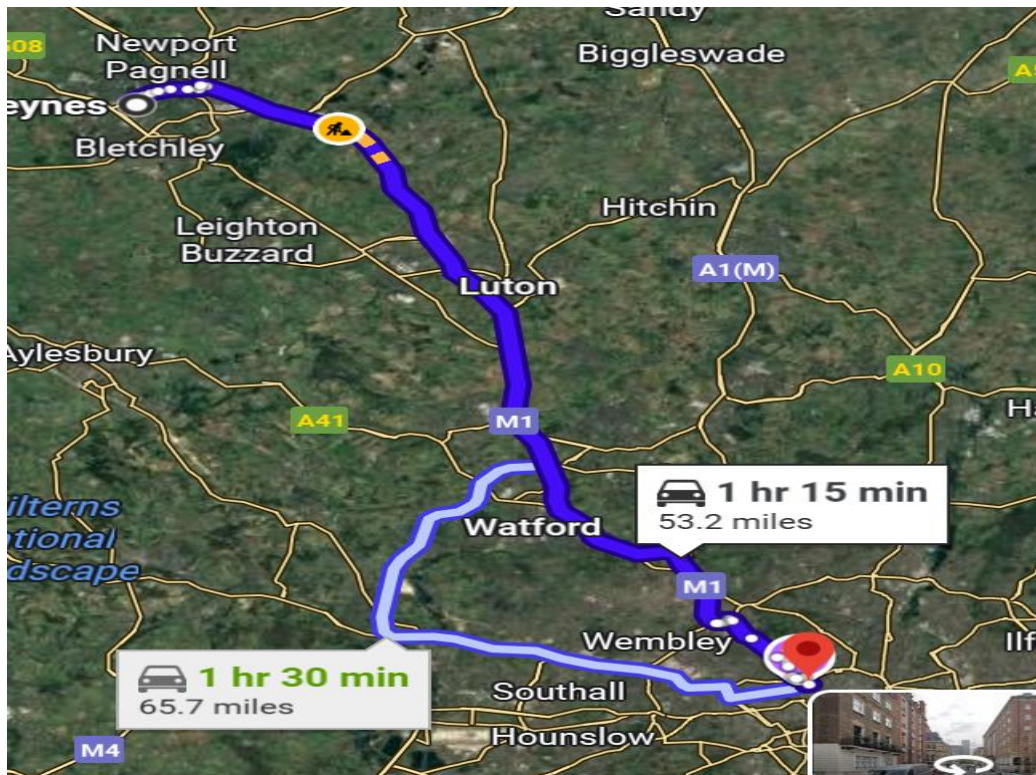 Sandy
508
Newport
Pagnell
Biggleswade
eynes
Bletchley
Hitchin
Leighton
Buzzard
A1(M)
Luton
Aylesbury
A10
A41
M1
1 hr 15 min
53.2 miles
Watford
ilterns
ational
dscape
M1
Wembley
Ilf
1 hr 30 min
65.7 miles
Southall
Hounslow
M4